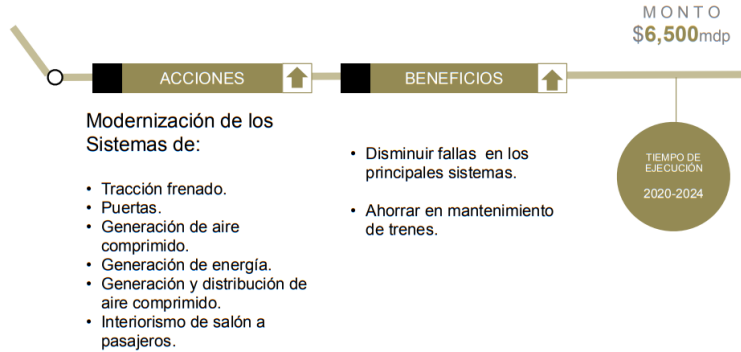 MONTO
$6,500mdp
ACCIONES
BENEFICIOS
Modernización de los
Sistemas de:
• Tracción frenado.
• Puertas.
• Generación de aire
comprimido.
• Generación de energía.
• Generación y distribución de
aire comprimido.
• Interiorismo de salón a
pasajeros.
• Disminuir fallas en los
principales sistemas.
• Ahorrar en mantenimiento
de trenes.
TIEMPO DE
EJECUCIÓN
2020-2024